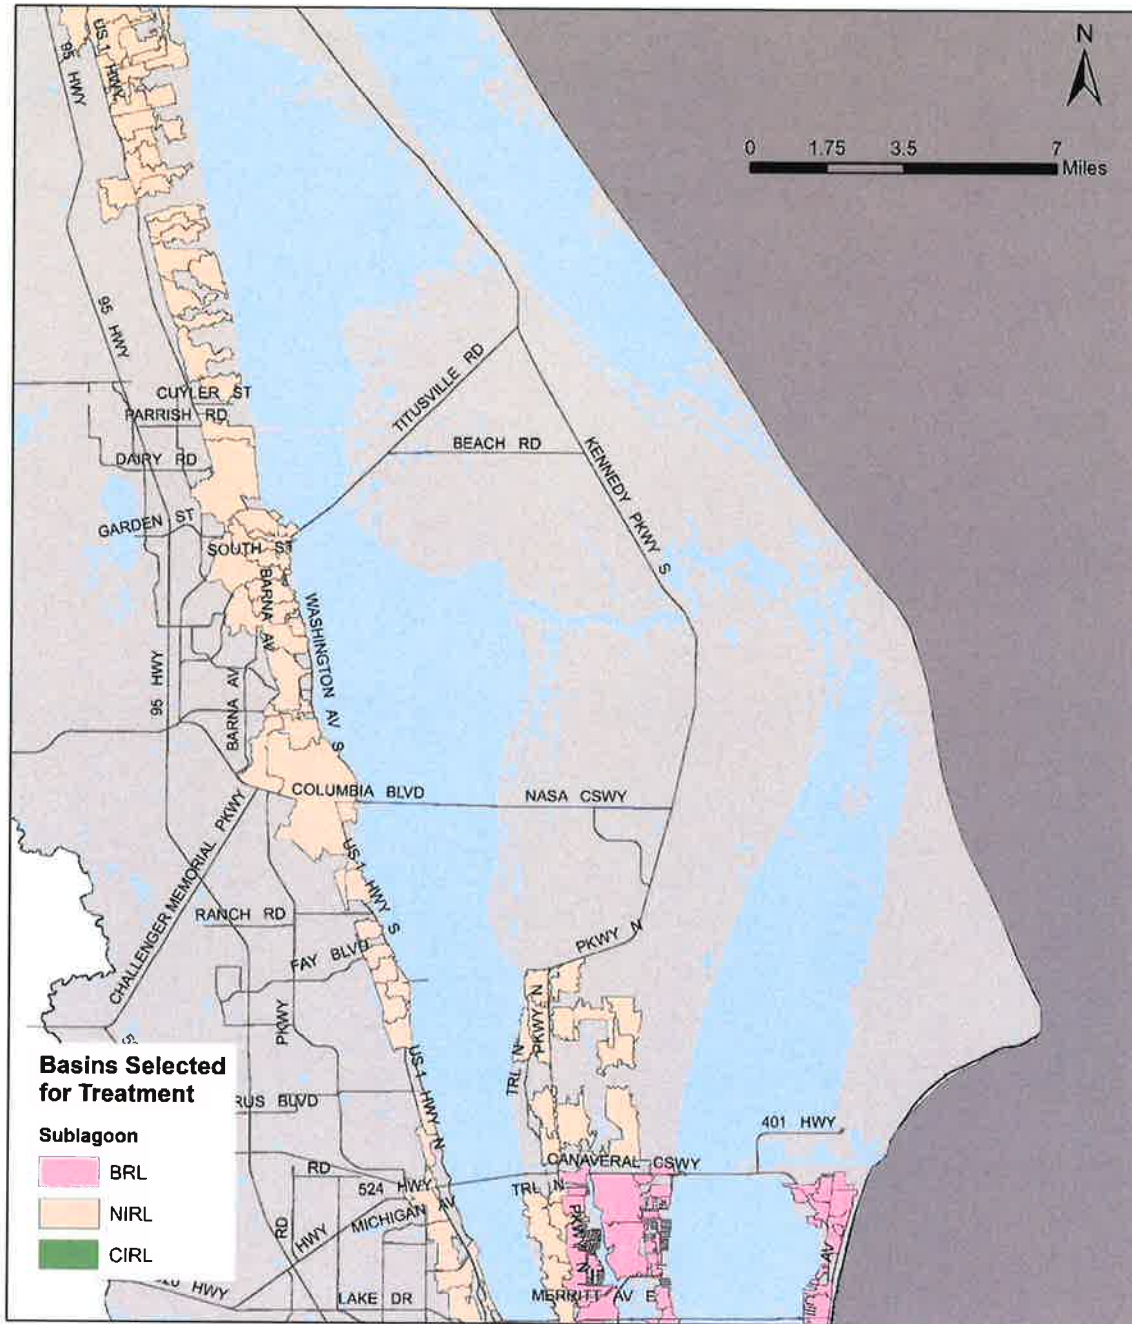 N
0 1.75 3.5 7
Miles
US 1 HWY
95 HWY
95 HWY
CUYLER ST
PARRISH RD
DAIRY RD
GARDEN ST
SOUTH ST
TITUSVILLE RD
BEACH RD
KENNEDY PKWY S
BARNA AV
WASHINGTON AV S
95 HWY
BARNA AV
COLUMBIA BLVD
NASA CSWY
CHALLENGER MEMORIAL PKWY
US 1 HWY S
RANCH RD
FAY BLVD
PKWY N
PKWY
PKWY N
TRL N
US 1 HWY N
Basins Selected
for Treatment
Sublagoon
BRL
NIRL
CIRL
RUS BLVD
401 HWY
CANAVERAL CSWY
RD
524 HWY
TRL N
MICHIGAN AV
HWY
RD
PKWY N
AV
HWY
LAKE DR
MERRITT AV E